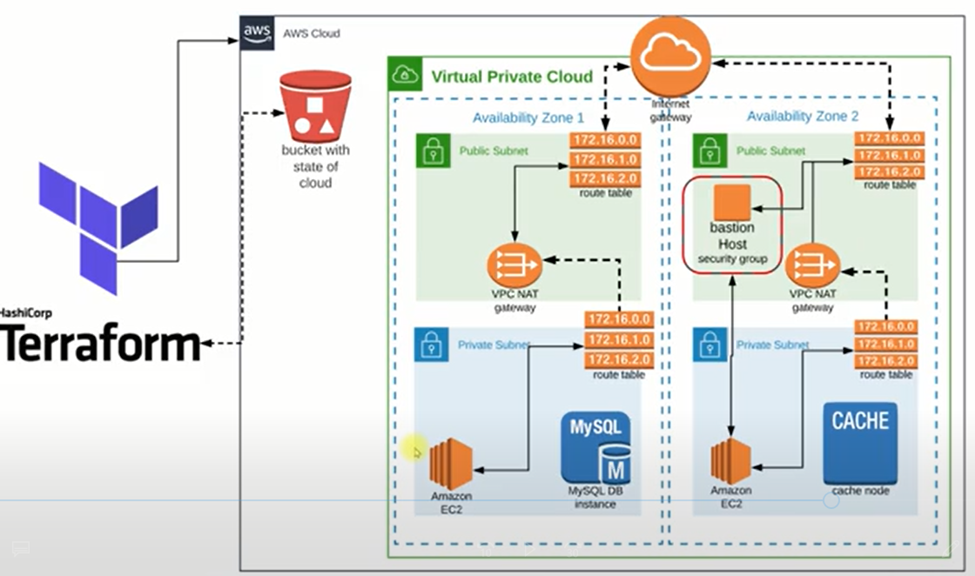 aws
AWS Cloud
bucket with
state of
cloud
HashiCorp
Terraform
Virtual Private Cloud
Internet
gateway
Availability Zone 1
Public Subnet
172.16.0.0
172.16.1.0
172.16.2.0
route table
VPC NAT
gateway
Private Subnet
172.16.0.0
172.16.1.0
172.16.2.0
route table
Amazon
EC2
MySQL
M
MySQL DB
instance
Availability Zone 2
Public Subnet
172.16.0.0
172.16.1.0
172.16.2.0
route table
bastion
Host
security group
VPC NAT
gateway
Private Subnet
172.16.0.0
172.16.1.0
172.16.2.0
route table
Amazon
EC2
CACHE
cache node